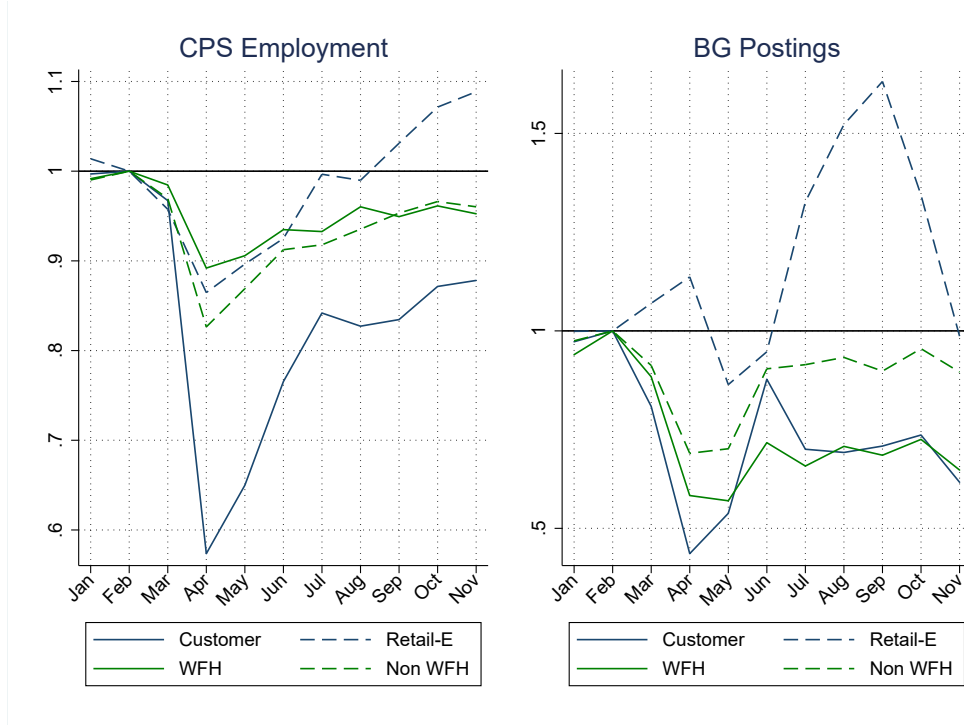 CPS Employment
1.1
1
.9
.8
.7
.6
Jan Feb Mar Apr May Jun Jul Aug Sep Oct Nov
Customer Retail-E
WFH Non WFH
BG Postings
1.5
1
.5
Jan Feb Mar Apr May Jun Jul Aug Sep Oct Nov
Customer Retail-E
WFH Non WFH